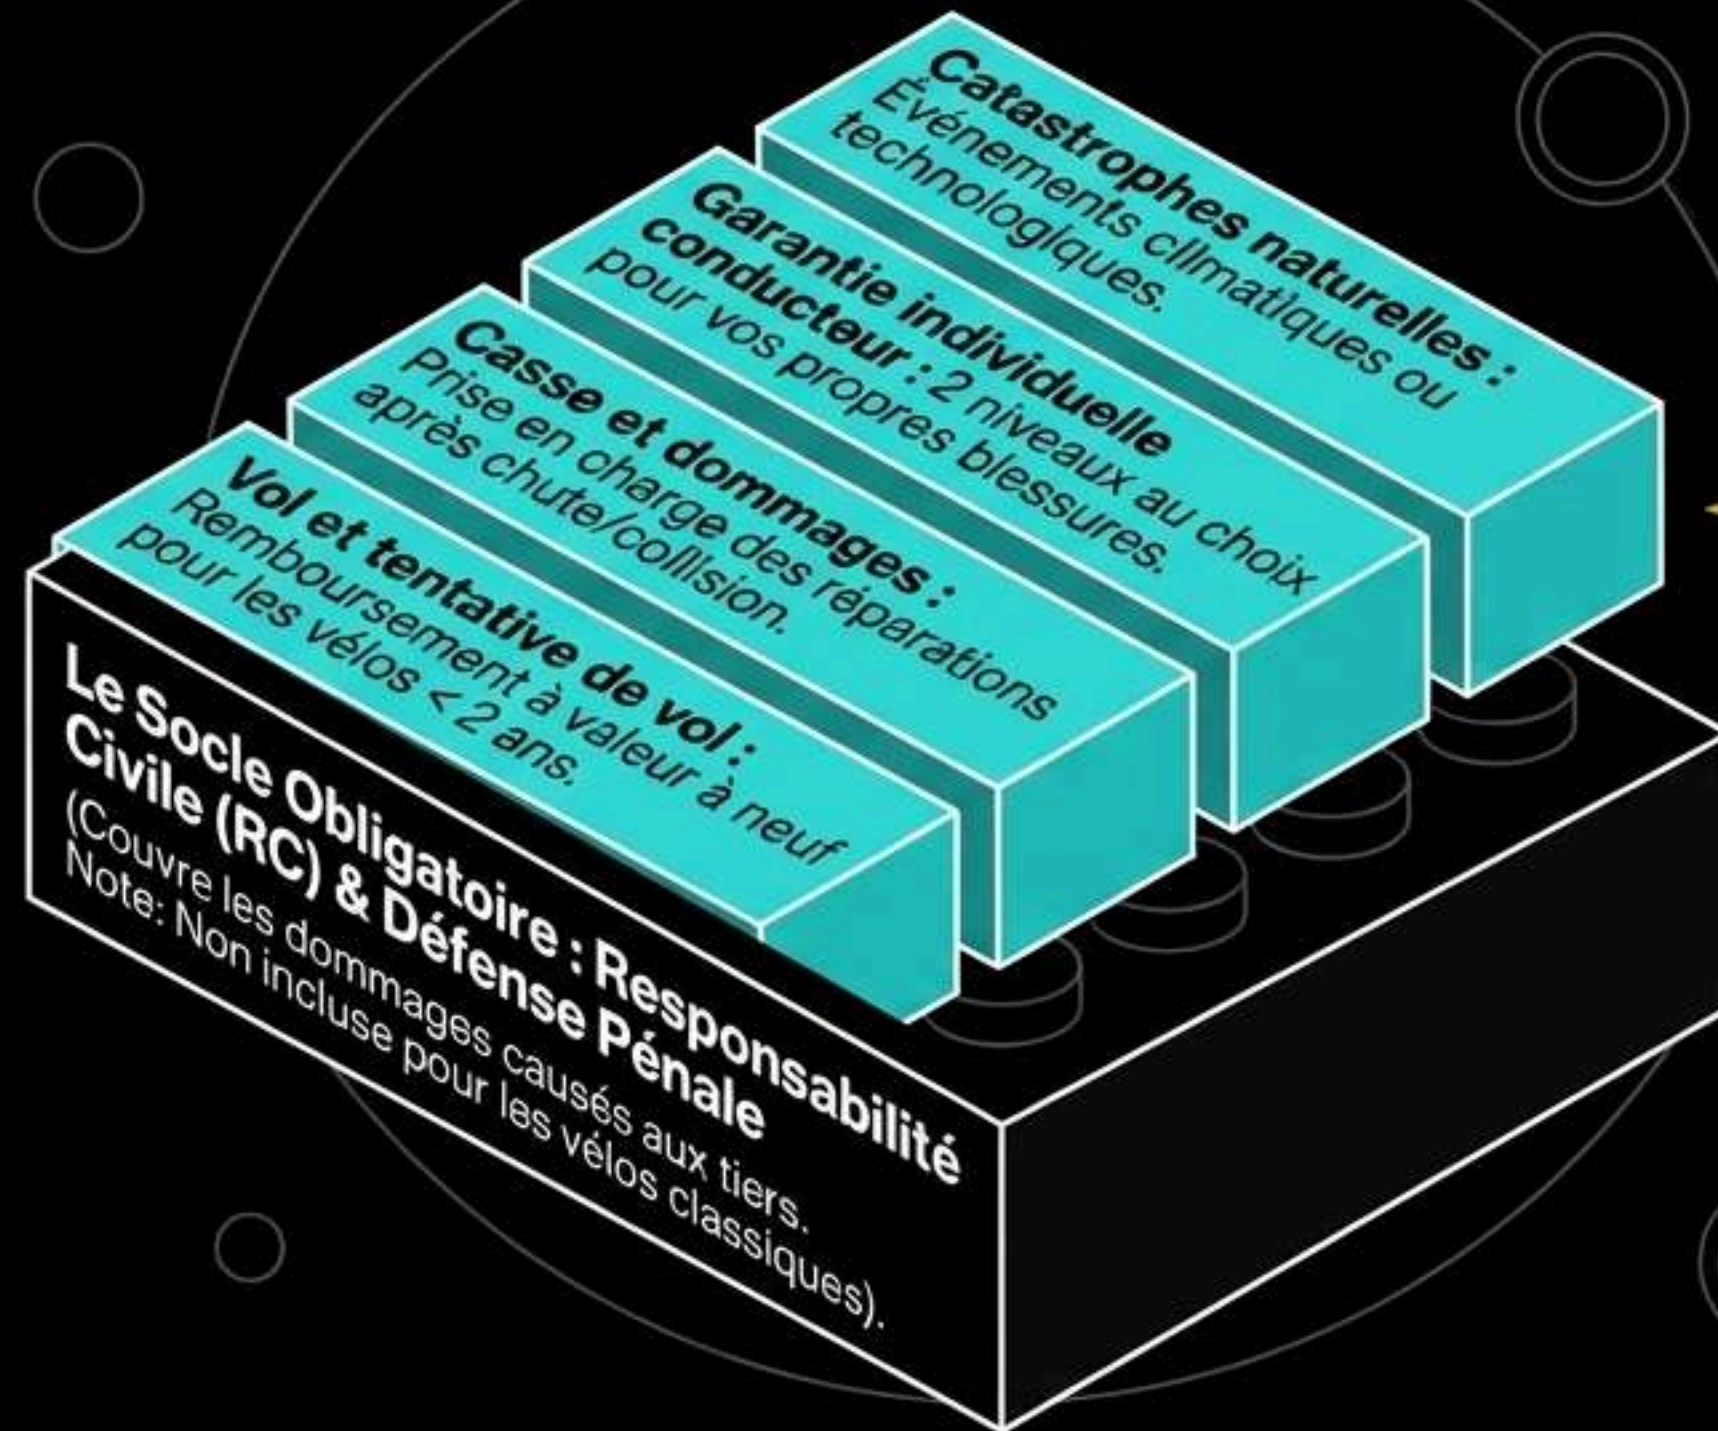 Catastrophes naturelles :
Événements climatiques ou
technologiques.
Garantie individuelle
conducteur : 2 niveaux au choix
pour vos propres blessures.
Casse et dommages :
Prise en charge des réparations
après chute/collision.
Vol et tentative de vol :
Remboursement à valeur à neuf
pour les vélos < 2 ans.
Le Socle Obligatoire : Responsabilité
Civile (RC) & Défense Pénale
(Couvre les dommages causés aux tiers.
Note: Non incluse pour les vélos classiques).